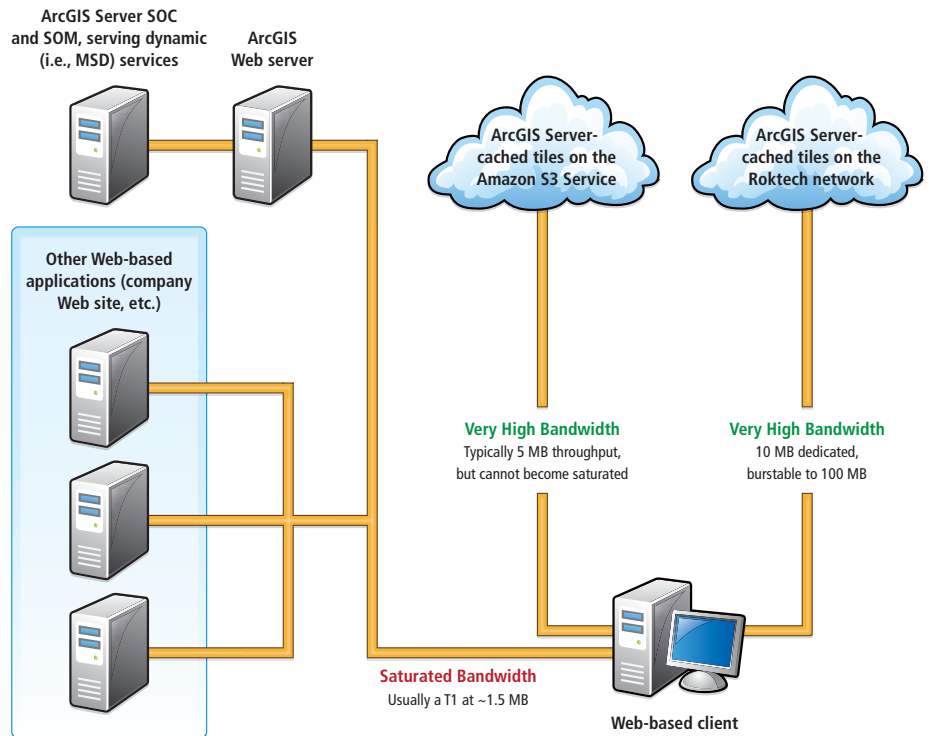 ArcGIS Server SOC
and SOM, serving dynamic
(i.e., MSD) services
ArcGIS
Web server
ArcGIS Server-
cached tiles on the
Amazon S3 Service
ArcGIS Server-
cached tiles on the
Roktech network
Other Web-based
applications (company
Web site, etc.)
Very High Bandwidth
Typically 5 MB throughput,
but cannot become saturated
Very High Bandwidth
10 MB dedicated,
burstable to 100 MB
Saturated Bandwidth
Usually a T1 at ~1.5 MB
Web-based client